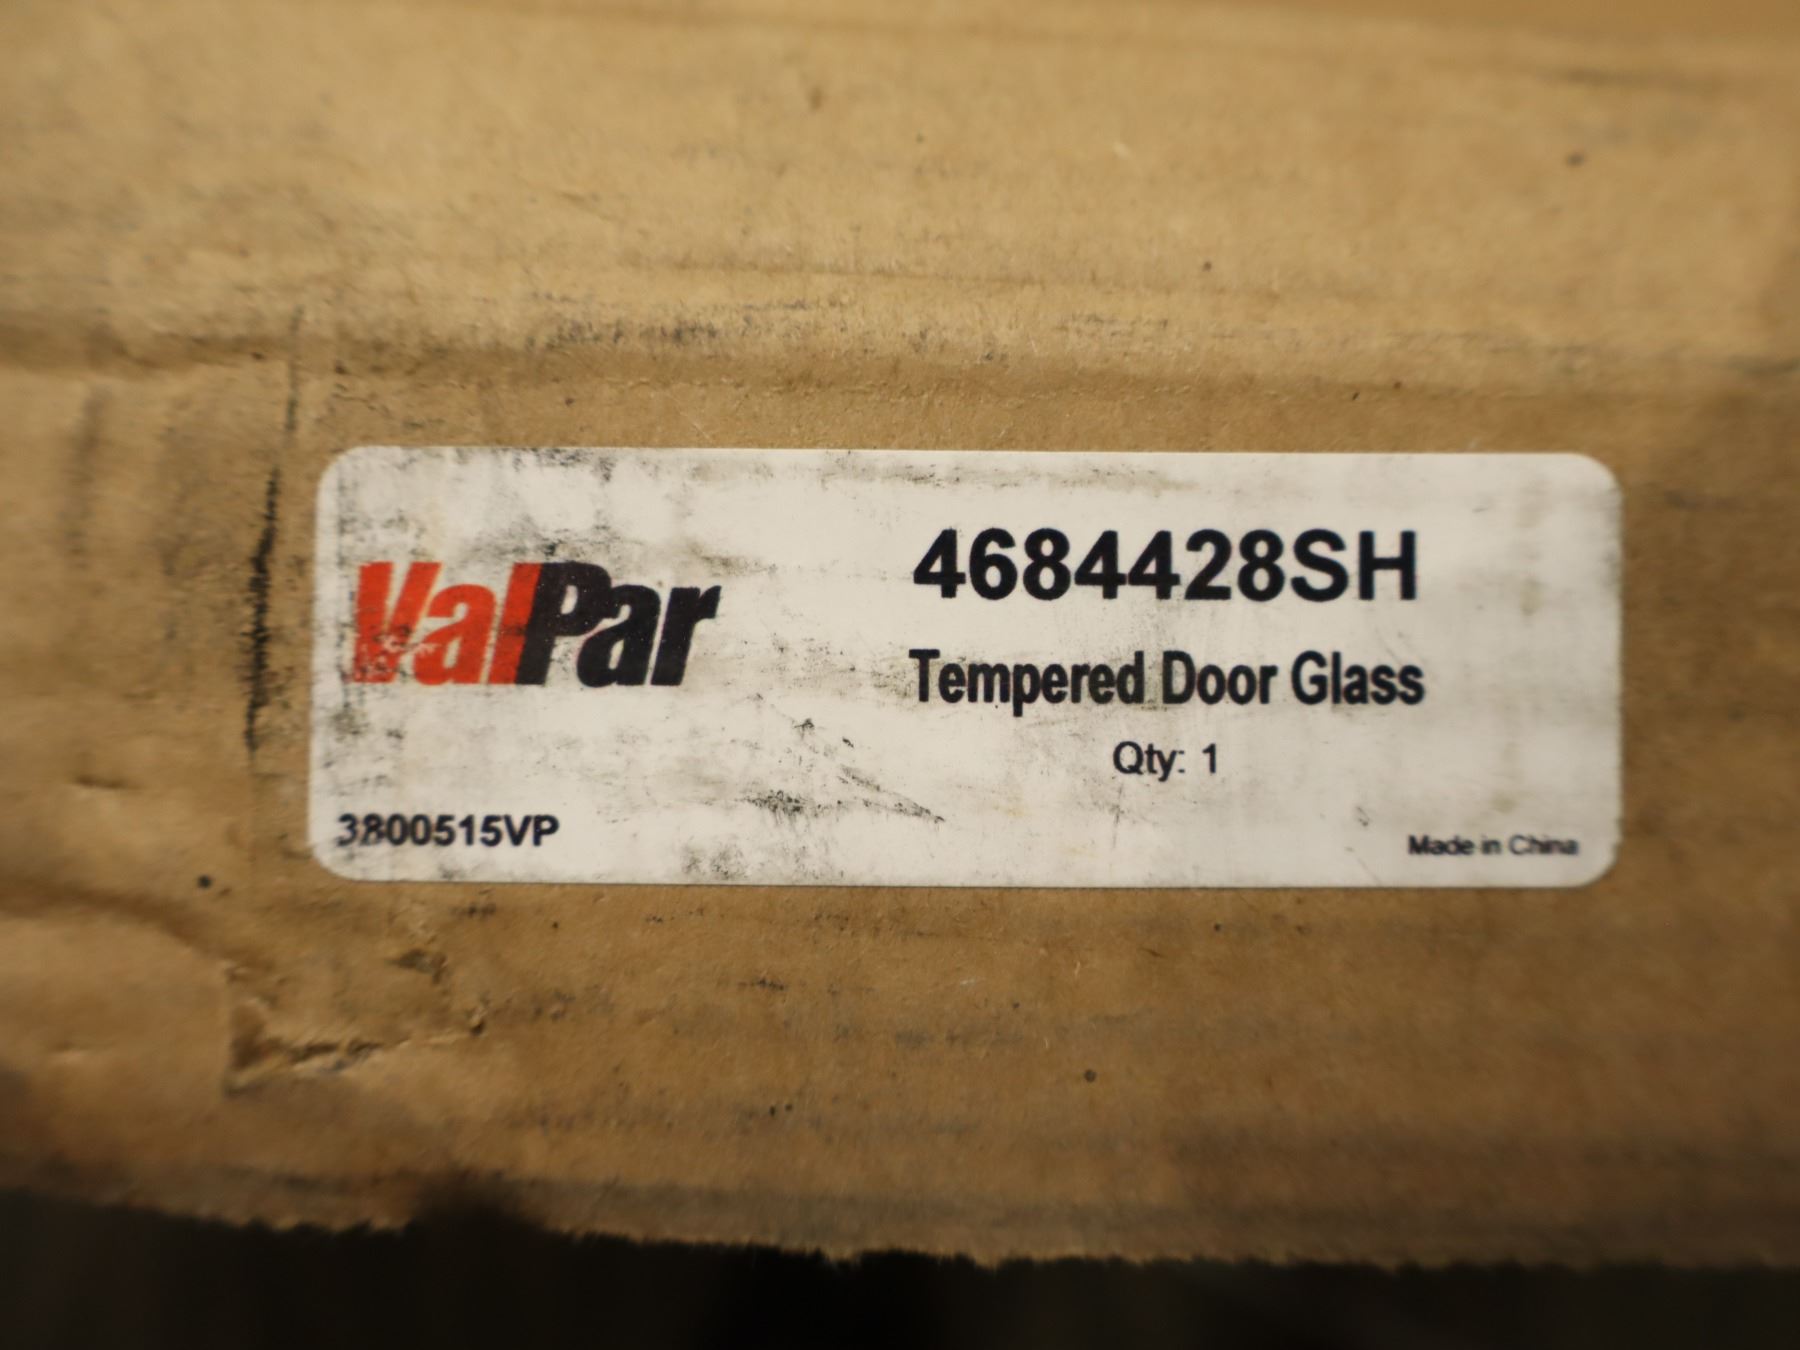 ValPar
4684428SH
Tempered Door Glass
Qty: 1
3800515VP
Made in China